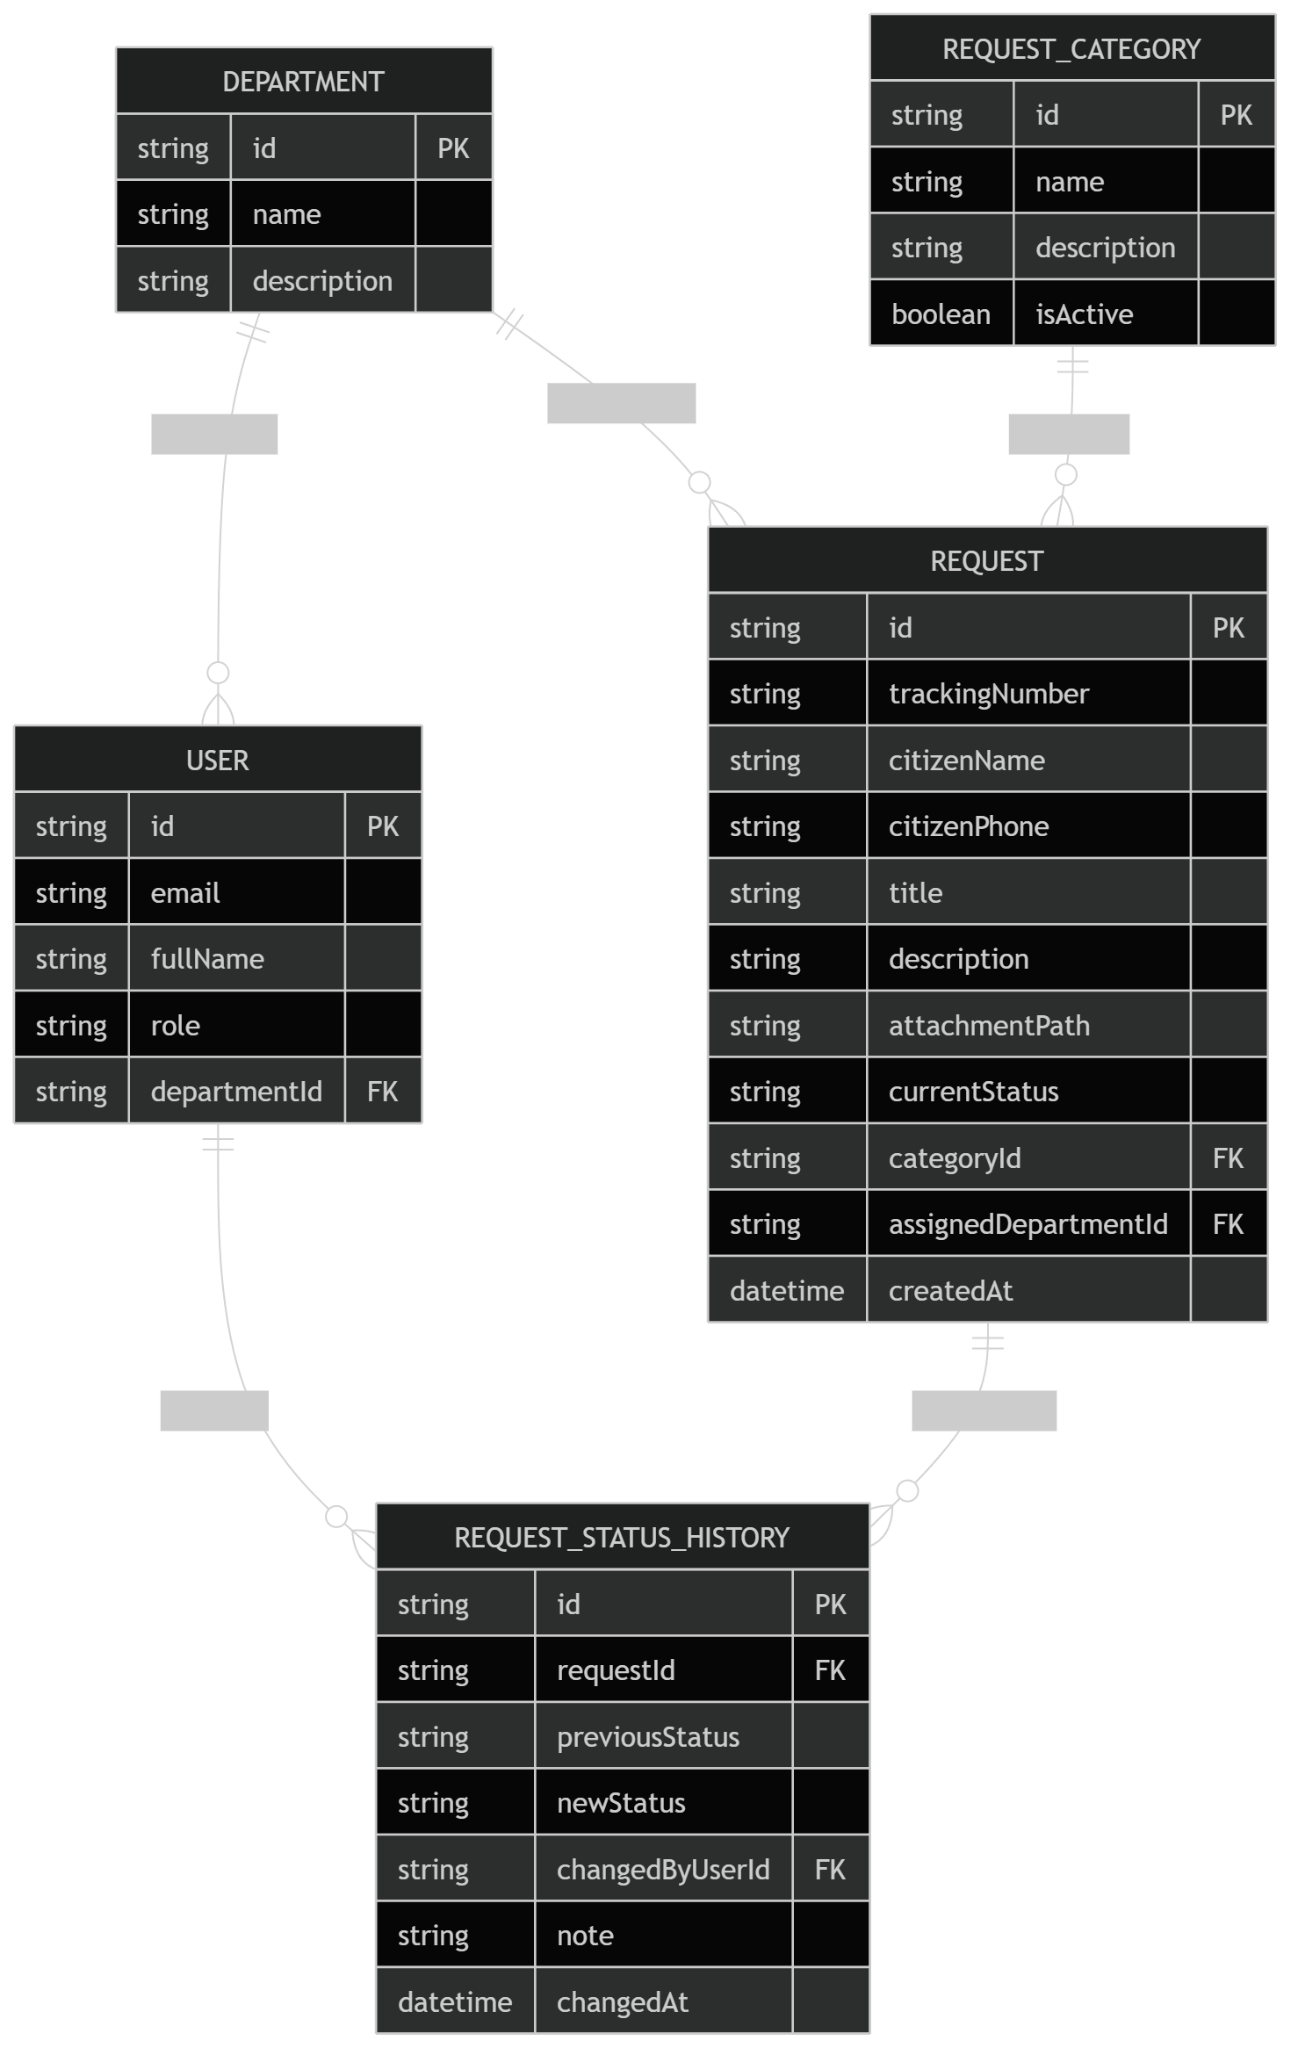 DEPARTMENT
string id PK
string name
string description
REQUEST_CATEGORY
string id PK
string name
string description
boolean isActive
REQUEST
string id PK
string trackingNumber
string citizenName
string citizenPhone
string title
string description
string attachmentPath
string currentStatus
string categoryId FK
string assignedDepartmentId FK
datetime createdAt
USER
string id PK
string email
string fullName
string role
string departmentId FK
REQUEST_STATUS_HISTORY
string id PK
string requestId FK
string previousStatus
string newStatus
string changedByUserId FK
string note
datetime changedAt